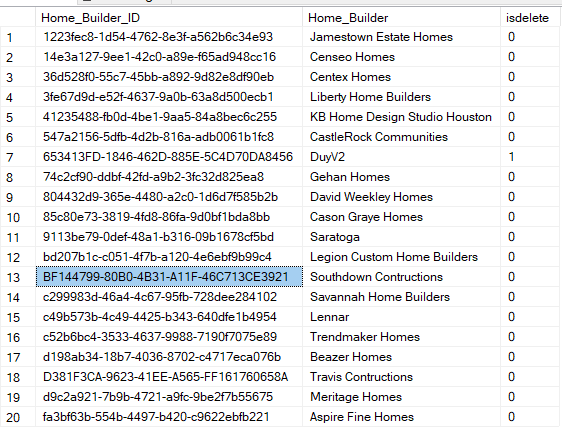 Home_Builder_ID Home_Builder isdelete
1 1223fec8-1d54-4762-8e3f-a562b6c34e93 Jamestown Estate Homes 0
2 14e3a127-9ee1-42c0-a89e-f65ad948cc16 Censeo Homes 0
3 36d528f0-55c7-45bb-a892-9d82e8df90eb Centex Homes 0
4 3fe67d9d-e52f-4637-9a0b-63a8d500ecb1 Liberty Home Builders 0
5 41235488-fb0d-4be1-9aa5-84a8bec6c255 KB Home Design Studio Houston 0
6 547a2156-5dfb-4d2b-816a-adb0061b1fc8 CastleRock Communities 0
7 653413FD-1846-462D-885E-5C4D70DA8456 DuyV2 1
8 74c2cf90-ddbf-42fd-a9b2-3fc32d825ea8 Gehan Homes 0
9 804432d9-365e-4480-a2c0-1d6d7f585b2b David Weekley Homes 0
10 85c80e73-3819-4fd8-86fa-9d0bf1bda8bb Cason Graye Homes 0
11 9113be79-0def-48a1-b316-09b1678cf5bd Saratoga 0
12 bd207b1c-c051-4f7b-a120-4e6ebf9b99c4 Legion Custom Home Builders 0
13 BF144799-80B0-4B31-A11F-46C713CE3921 Southdown Contructions 0
14 c299983d-46a4-4c67-95fb-728dee284102 Savannah Home Builders 0
15 c49b573b-4c49-4425-b343-640dfe1b4954 Lennar 0
16 c52b6bc4-3533-4637-9988-7190f7075e89 Trendmaker Homes 0
17 d198ab34-18b7-4036-8702-c4717eca076b Beazer Homes 0
18 D381F3CA-9623-41EE-A565-FF161760658A Travis Contructions 0
19 d9c2a921-7b9b-4721-a9fc-9be2f7b55675 Meritage Homes 0
20 fa3bf63b-554b-4497-b420-c9622ebfb221 Aspire Fine Homes 0